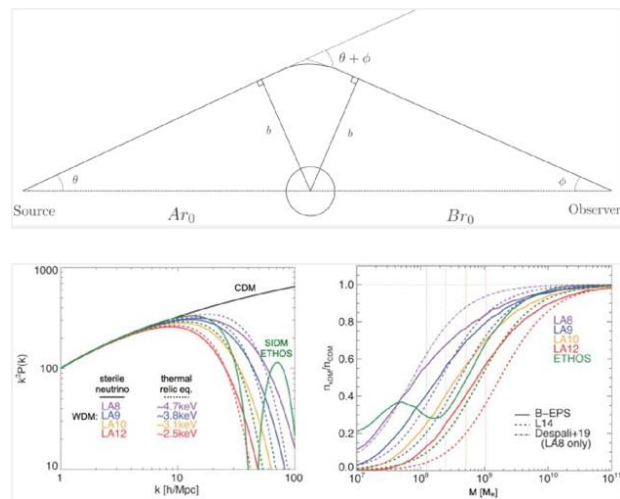 θ + ϕ
b
b
θ
ϕ
Source
Ar₀
Br₀
Observer
1000
100
10
k²P(k)
CDM
SIDM
ETHOS
sterile
neutrino
thermal
relic eq.
WDM:
LA8 ~4.7keV
LA9 ~3.8keV
LA10 ~3.1keV
LA12 ~2.5keV
1
10
100
k [h/Mpc]
1.0
0.8
0.6
0.4
0.2
0.0
LA8
LA9
LA10
LA12
ETHOS
B-EPS
L14
Despali+19
(LA8 only)
10⁷
10⁸
10⁹
10¹⁰
10¹¹